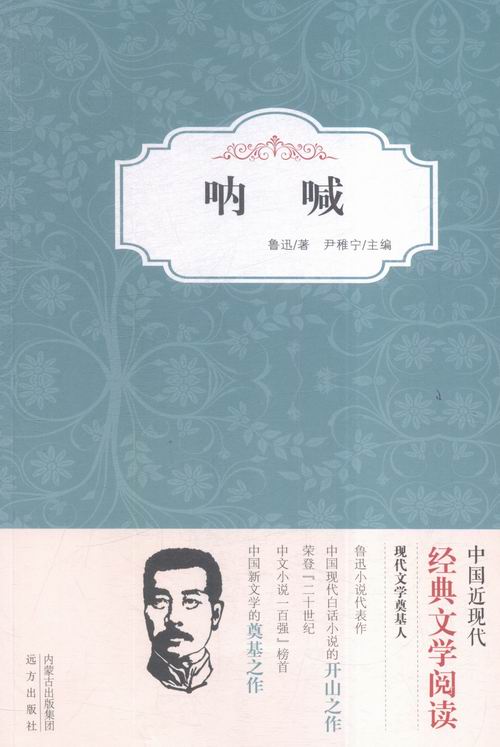 呐喊
鲁迅/著 尹稚宁/主编
中国近现代
经典文学阅读
现代文学奠基人
鲁迅小说代表作
中国现代白话小说的开山之作
荣登『二十世纪
中文小说一百强』榜首
中国新文学的奠基之作
内蒙古出版集团
远方出版社